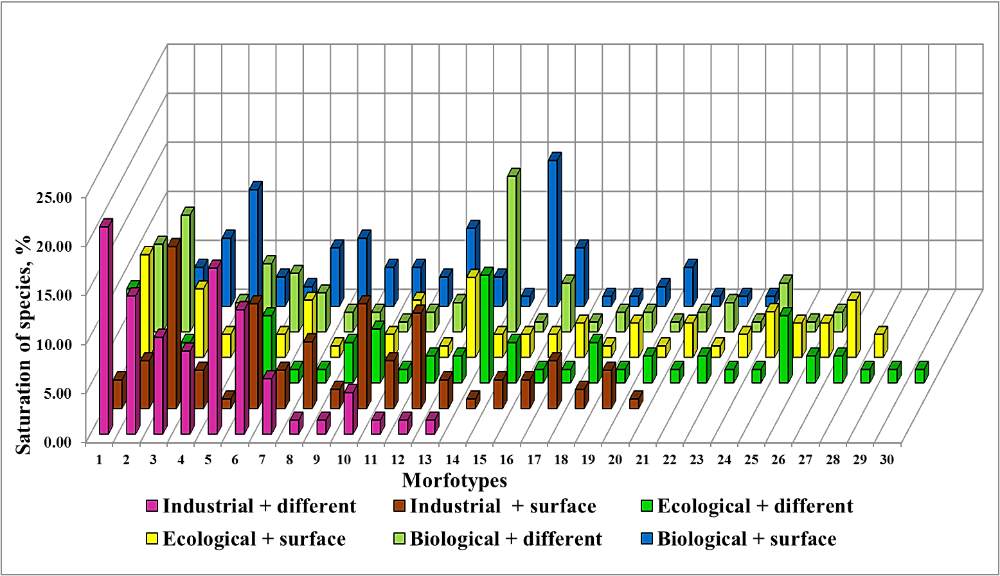 Saturation of species, %
25.00
20.00
15.00
10.00
5.00
0.00
1 2 3 4 5 6 7 8 9 10 11 12 13 14 15 16 17 18 19 20 21 22 23 24 25 26 27 28 29 30
Morfotypes
Industrial + different Industrial + surface Ecological + different
Ecological + surface Biological + different Biological + surface